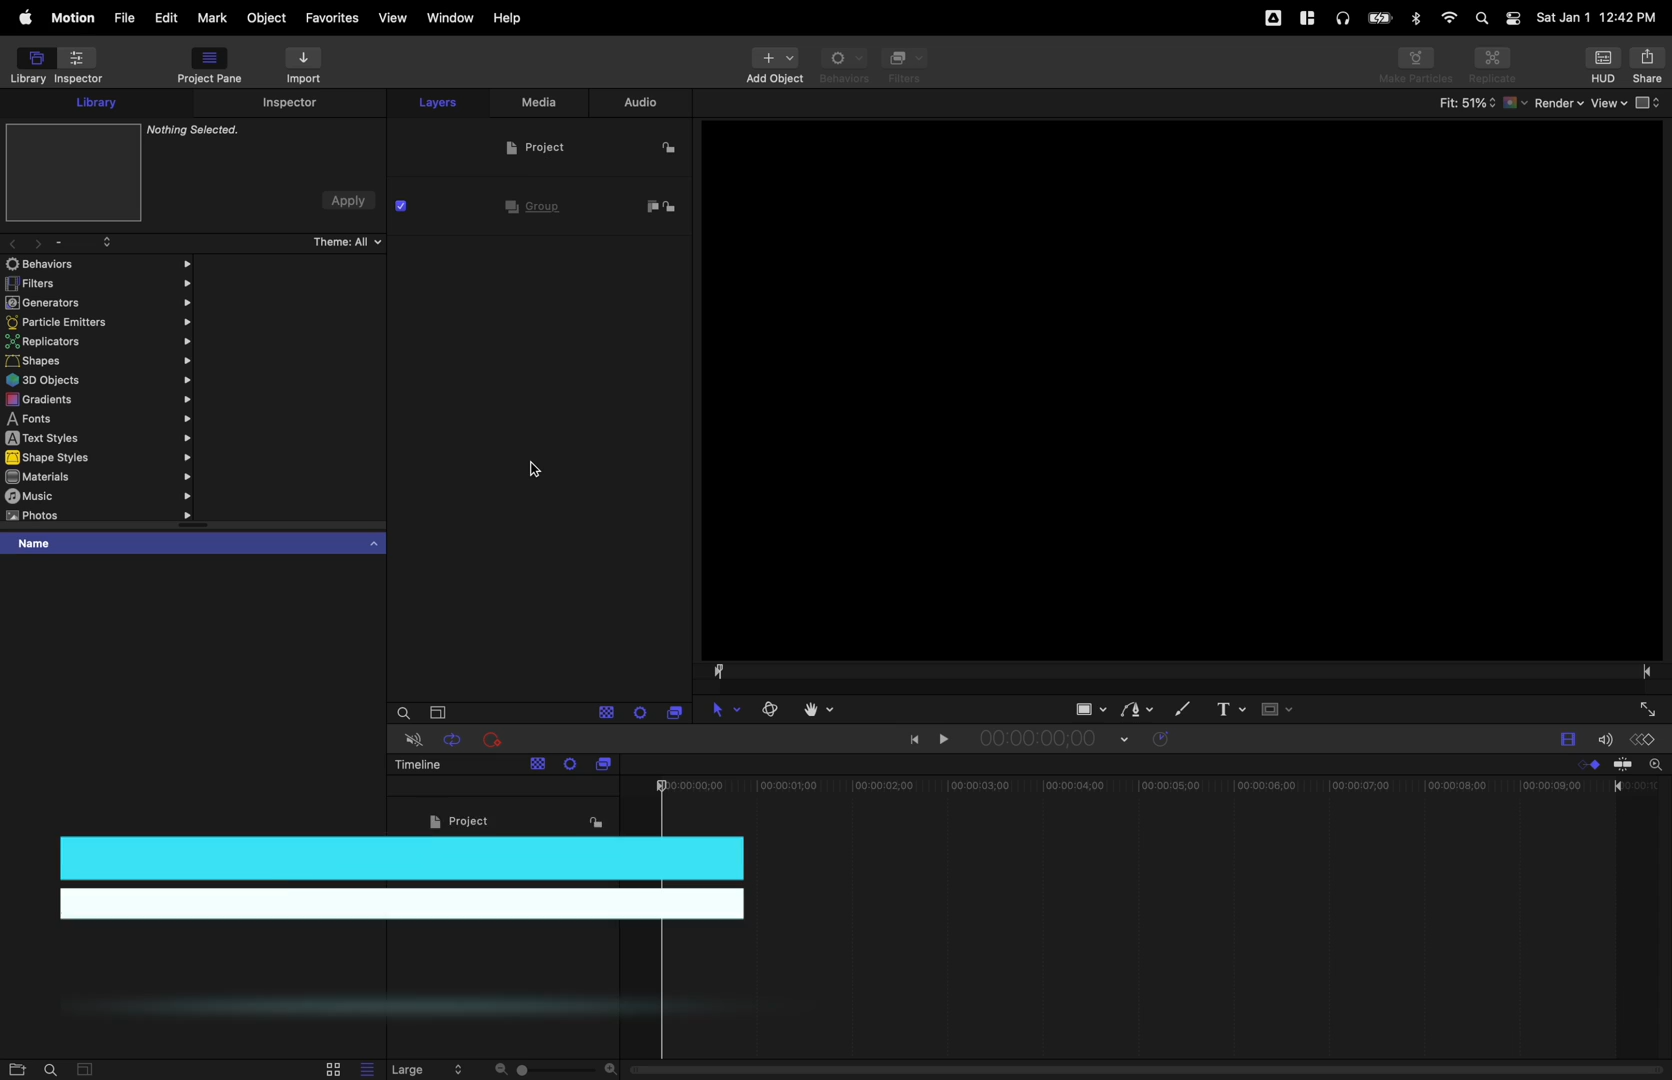 Motion File Edit Mark Object Favorites View Window Help Sat Jan 1 12:42 PM
Library Inspector Project Pane Import Add Object Behaviors Filters Make Particles Replicate HUD Share
Library Inspector Layers Media Audio Fit: 51% Render View
Nothing Selected.
Project
Apply
Group
- Theme: All
Behaviors
Filters
Generators
Particle Emitters
Replicators
Shapes
3D Objects
Gradients
Fonts
Text Styles
Shape Styles
Materials
Music
Photos
Name
00:00:00;00
Timeline
00:00:00;00 00:00:01;00 00:00:02;00 00:00:03;00 00:00:04;00 00:00:05;00 00:00:06;00 00:00:07;00 00:00:08;00 00:00:09;00
Project
Large